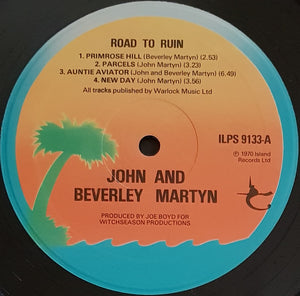 ROAD TO RUIN
1. PRIMROSE HILL (Beverley Martyn) (2.53)
2. PARCELS (John Martyn) (3.23)
3. AUNTIE AVIATOR (John and Beverley Martyn) (6.49)
4. NEW DAY (John Martyn) (3.56)
All tracks published by Warlock Music Ltd
ILPS 9133-A
℗ 1970 Island
Records Ltd
JOHN AND
BEVERLEY MARTYN
PRODUCED BY JOE BOYD FOR
WITCHSEASON PRODUCTIONS